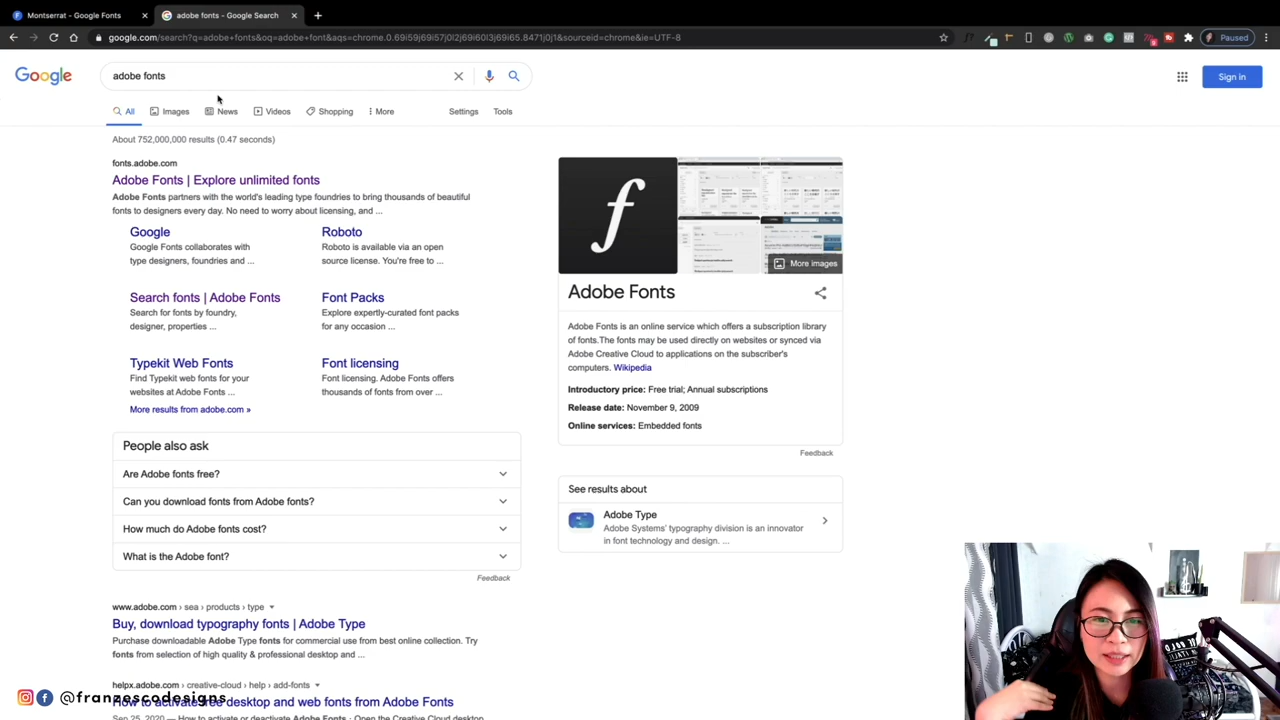 Montserrat - Google Fonts
adobe fonts - Google Search
google.com/search?q=adobe+fonts&oq=adobe+font&aqs=chrome.0.69i59j69i57j0l2j69i60l3j69i65.8471j0j1&sourceid=chrome&ie=UTF-8
Paused
Google
adobe fonts
Sign in
All
Images
News
Videos
Shopping
More
Settings
Tools
About 752,000,000 results (0.47 seconds)
fonts.adobe.com
Adobe Fonts | Explore unlimited fonts
Adobe Fonts partners with the world's leading type foundries to bring thousands of beautiful
fonts to designers every day. No need to worry about licensing, and ...
Google
Google Fonts collaborates with
type designers, foundries and ...
Roboto
Roboto is available via an open
source license. You're free to ...
Search fonts | Adobe Fonts
Search for fonts by foundry,
designer, properties ...
Font Packs
Explore expertly-curated font packs
for any occasion ...
Typekit Web Fonts
Find Typekit web fonts for your
websites at Adobe Fonts ...
Font licensing
Font licensing. Adobe Fonts offers
thousands of fonts from over ...
More results from adobe.com »
People also ask
Are Adobe fonts free?
Can you download fonts from Adobe fonts?
How much do Adobe fonts cost?
What is the Adobe font?
Feedback
www.adobe.com › sea › products › type
Buy, download typography fonts | Adobe Type
Purchase downloadable Adobe Type fonts for commercial use from best online collection. Try
fonts from selection of high quality & professional desktop and ...
helpx.adobe.com › creative-cloud › help › add-fonts
How to activate desktop and web fonts from Adobe Fonts
Sep 25, 2020 — How to activate or deactivate Adobe Fonts · Open the Creative Cloud desktop
@franzescodesigns
f
More images
Adobe Fonts
Adobe Fonts is an online service which offers a subscription library
of fonts.The fonts may be used directly on websites or synced via
Adobe Creative Cloud to applications on the subscriber's
computers. Wikipedia
Introductory price: Free trial; Annual subscriptions
Release date: November 9, 2009
Online services: Embedded fonts
Feedback
See results about
Adobe Type
Adobe Systems' typography division is an innovator
in font technology and design. ...